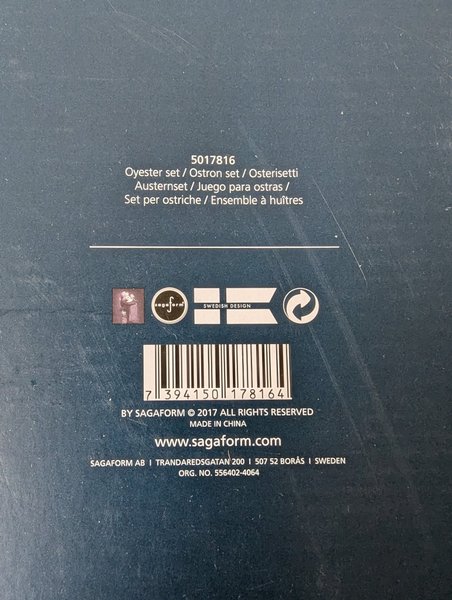 5017816
Oyester set / Ostron set / Osterisetti
Austernset / Juego para ostras /
Set per ostriche / Ensemble à huîtres
sagaform
SWEDISH DESIGN
7 394150 178164
BY SAGAFORM © 2017 ALL RIGHTS RESERVED
MADE IN CHINA
www.sagaform.com
SAGAFORM AB I TRANDAREDSGATAN 200 I 507 52 BORÅS I SWEDEN
ORG. NO. 556402-4064